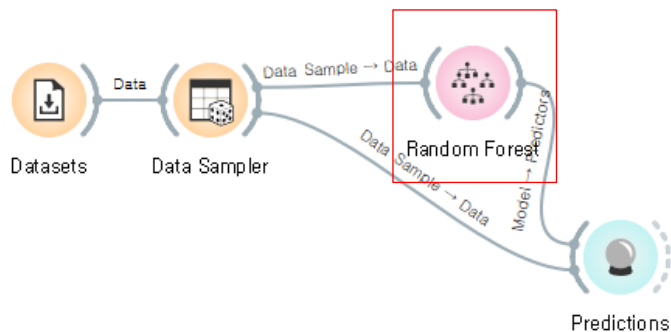 Data
Data Sample → Data
Data Sample → Data
Model → Predictors
Datasets
Data Sampler
Random Forest
Predictions